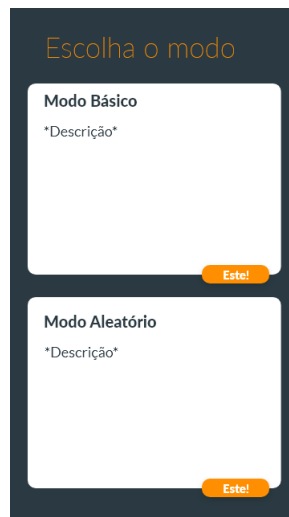 Escolha o modo
Modo Básico
*Descrição*
Este!
Modo Aleatório
*Descrição*
Este!